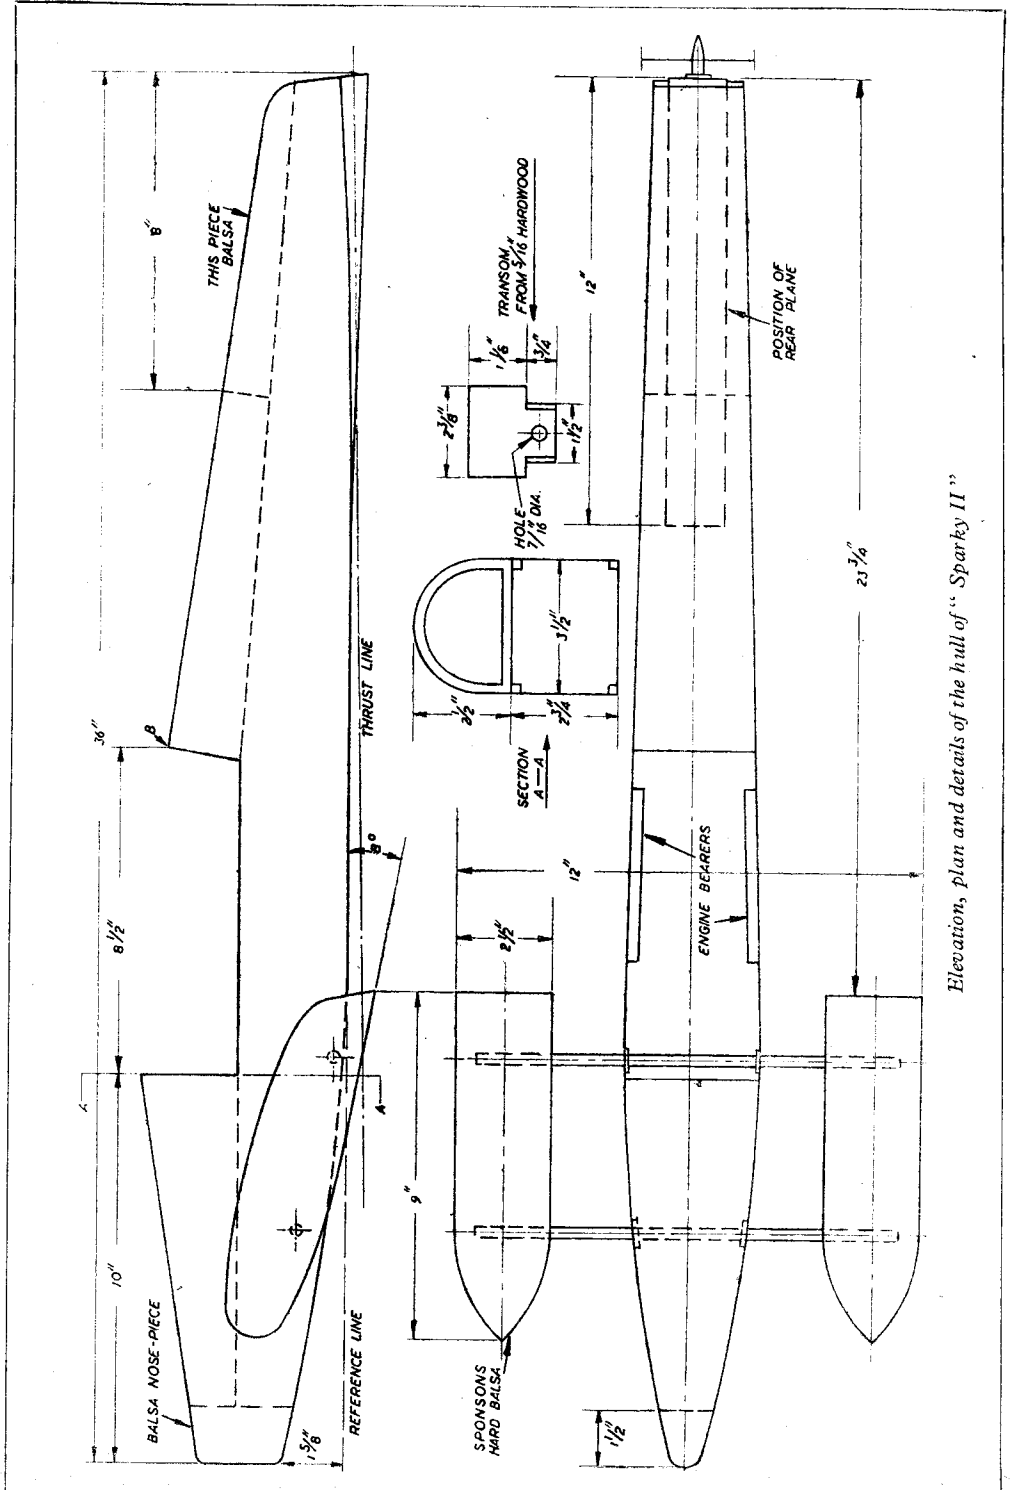 36"
8"
THIS PIECE
BALSA
B
8 1/2"
10"
A
A
BALSA NOSE-PIECE
1 5/8"
REFERENCE LINE
THRUST LINE
8°
TRANSOM
FROM 5/16" HARDWOOD
1 1/6"
3/4"
2 3/8"
1 1/2"
HOLE
7/16" DIA.
2 1/2"
2 3/4"
3 1/2"
SECTION
A—A
12"
POSITION OF
REAR PLANE
23 3/4"
ENGINE BEARERS
12"
2 1/2"
9"
SPONSONS
HARD BALSA
1 1/2"
Elevation, plan and details of the hull of "Sparky II"